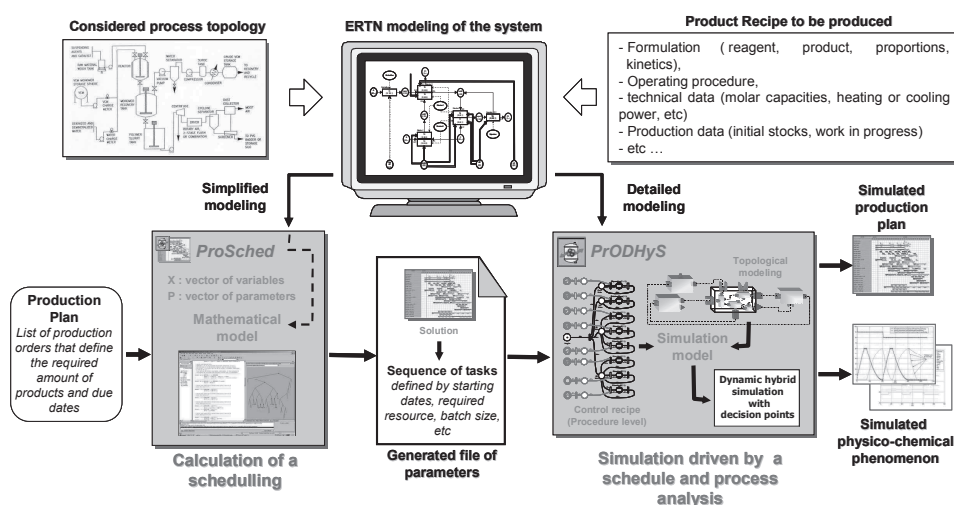 Considered process topology
ERTN modeling of the system
Product Recipe to be produced
- Formulation ( reagent, product, proportions,
kinetics),
- Operating procedure,
- technical data (molar capacities, heating or cooling
power, etc)
- Production data (initial stocks, work in progress)
- etc …
Simplified
modeling
Detailed
modeling
Simulated
production
plan
Production
Plan
List of production
orders that define
the required
amount of
products and due
dates
ProSched
X : vector of variables
P : vector of parameters
Mathematical
model
Calculation of a
schedulling
Solution
Sequence of tasks
defined by starting
dates, required
resource, batch size,
etc
Generated file of
parameters
PrODHyS
Topological
modeling
Simulation
model
Control recipe
(Procedure level)
Dynamic hybrid
simulation
with
decision points
Simulation driven by a
schedule and process
analysis
Simulated
physico-chemical
phenomenon